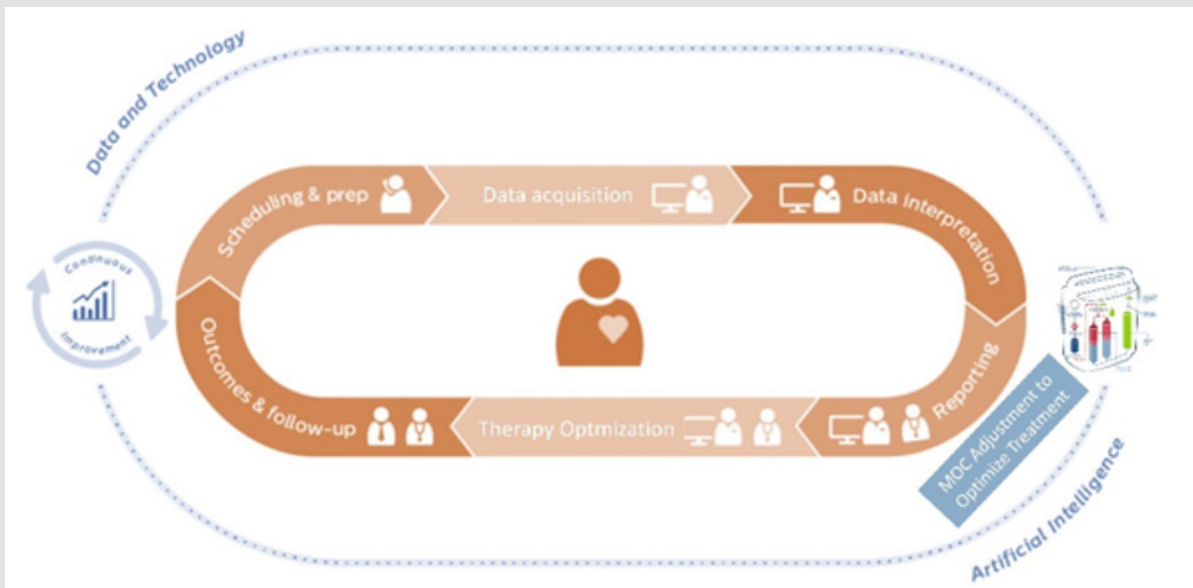 Data and Technology
Scheduling & prep
Data acquisition
Data interpretation
Continuous
Improvement
Outcomes & follow-up
Therapy Optmization
Reporting
MOC Adjustment to
Optimize Treatment
Artificial Intelligence